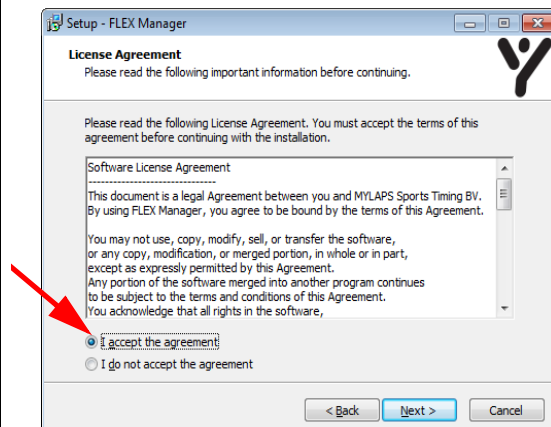 Setup - FLEX Manager
License Agreement
Please read the following important information before continuing.
Please read the following License Agreement. You must accept the terms of this
agreement before continuing with the installation.
Software License Agreement
-------------------------------
This document is a legal Agreement between you and MYLAPS Sports Timing BV.
By using FLEX Manager, you agree to be bound by the terms of this Agreement.
You may not use, copy, modify, sell, or transfer the software,
or any copy, modification, or merged portion, in whole or in part,
except as expressly permitted by this Agreement.
Any portion of the software merged into another program continues
to be subject to the terms and conditions of this Agreement.
You acknowledge that all rights in the software,
I accept the agreement
I do not accept the agreement
< Back Next > Cancel